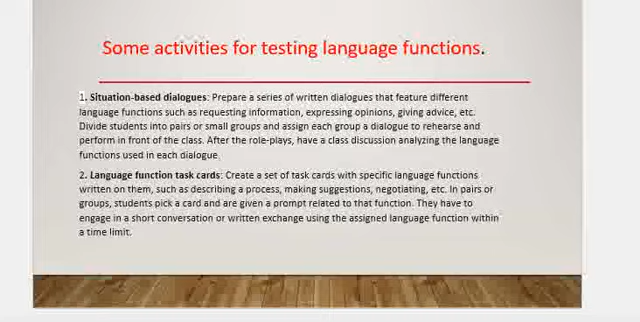 Some activities for testing language functions.
1. Situation-based dialogues: Prepare a series of written dialogues that feature different
language functions such as requesting information, expressing opinions, giving advice, etc.
Divide students into pairs or small groups and assign each group a dialogue to rehearse and
perform in front of the class. After the role-plays, have a class discussion analyzing the language
functions used in each dialogue.
2. Language function task cards: Create a set of task cards with specific language functions
written on them, such as describing a process, making suggestions, negotiating, etc. In pairs or
groups, students pick a card and are given a prompt related to that function. They have to
engage in a short conversation or written exchange using the assigned language function within
a time limit.